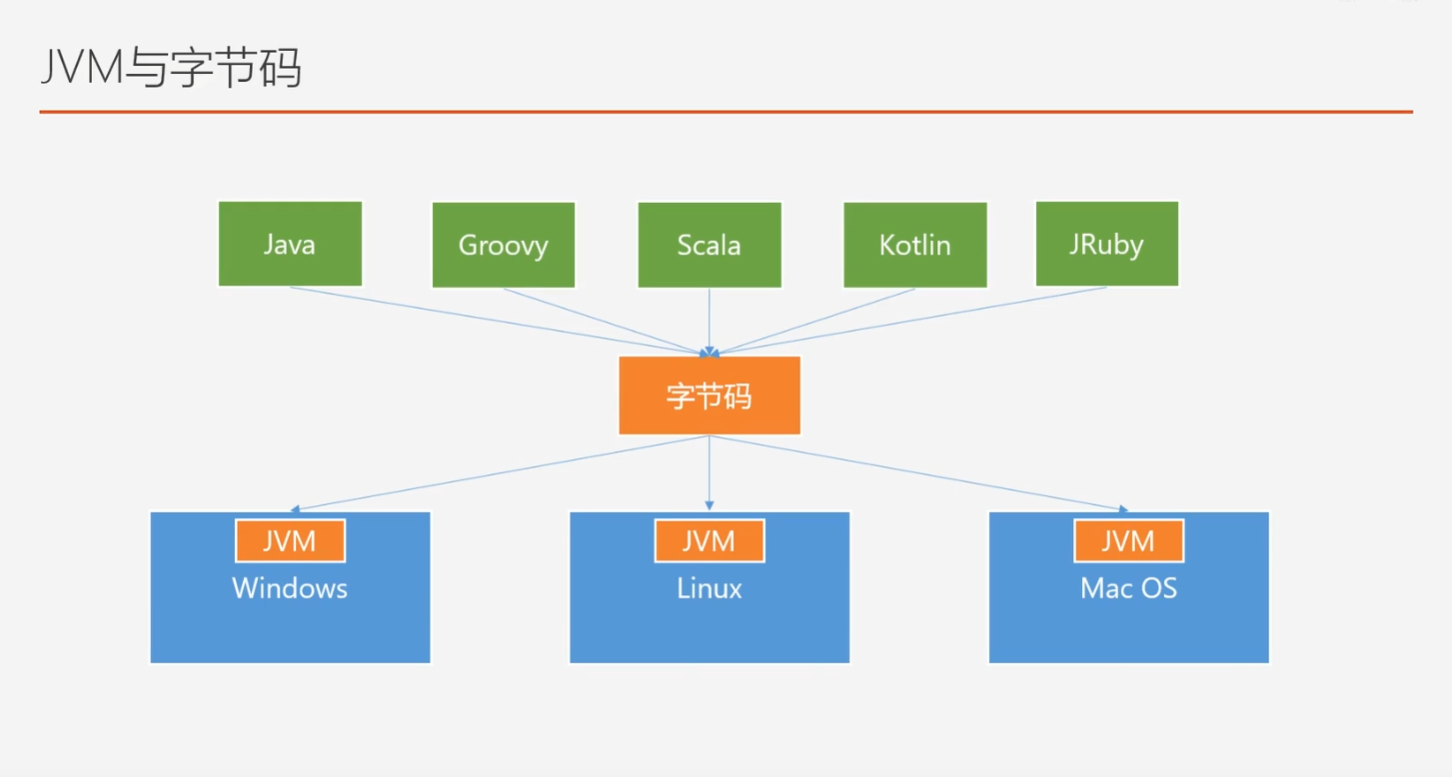 JVM与字节码
Java
Groovy
Scala
Kotlin
JRuby
字节码
JVM
Windows
JVM
Linux
JVM
Mac OS